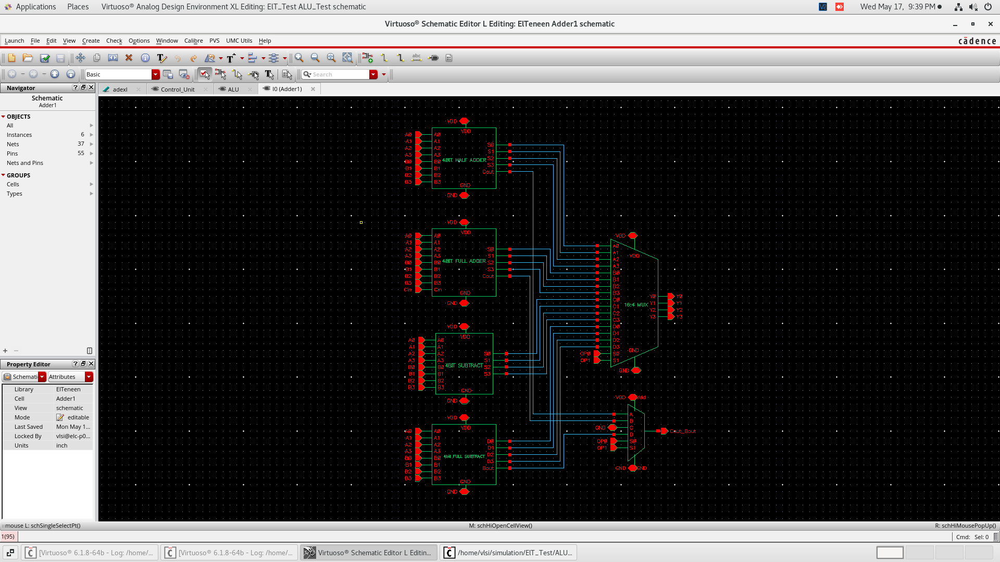 Applications Places Virtuoso® Analog Design Environment XL Editing: ElT_Test ALU_Test schematic Wed May 17, 9:39 PM
Virtuoso® Schematic Editor L Editing: ElTeneen Adder1 schematic
Launch File Edit View Create Check Options Window Calibre PVS UMC Utils Help cādence
Basic Search
Navigator adexl Control_Unit ALU I0 (Adder1)
Schematic
Adder1
OBJECTS
All
Instances 6
Nets 37
Pins 55
Nets and Pins
GROUPS
Cells
Types
Property Editor
Schemati Attributes
Library ElTeneen
Cell Adder1
View schematic
Mode editable
Last Saved Mon May 1...
Locked By vlsi@elc-p0...
Units inch
VDD
VDD
A0 A0
A1 A1
A2 A2
A3 A3
B0 B0
B1 B1
B2 B2
B3 B3
4BIT HALF ADDER
S0
S1
S2
S3
Cout
GND
GND
VDD
VDD
A0 A0
A1 A1
A2 A2
A3 A3
B0 B0
B1 B1
B2 B2
B3 B3
Cin Cin
4BIT FULL ADDER
S0
S1
S2
S3
Cout
GND
GND
VDD
VDD
A0 A0
A1 A1
A2 A2
A3 A3
B0 B0
B1 B1
B2 B2
B3 B3
4BIT SUBTRACT
S0
S1
S2
S3
GND
GND
VDD
VDD
A0 A0
A1 A1
A2 A2
A3 A3
B0 B0
B1 B1
B2 B2
B3 B3
4bit FULL SUBTRACT
D0
D1
D2
D3
Bout
GND
GND
VDD
VDD
A0
A1
A2
A3
B0
B1
B2
B3
C0
C1
C2
C3
D0
D1
D2
D3
OP0 S0
OP1 S1
16:4 MUX
Y0 Y0
Y1 Y1
Y2 Y2
Y3 Y3
GND
GND
VDD Vdd
A
B
GND C
D
OP0 S0
OP1 S1
Cout_Bout
GND GND
mouse L: schSingleSelectPt() M: schHiOpenCellView() R: schHiMousePopUp()
1(95) Cmd: Sel: 0
[Virtuoso® 6.1.8-64b - Log: /home/... [Virtuoso® 6.1.8-64b - Log: /home/... Virtuoso® Schematic Editor L Editin... /home/vlsi/simulation/ElT_Test/ALU...